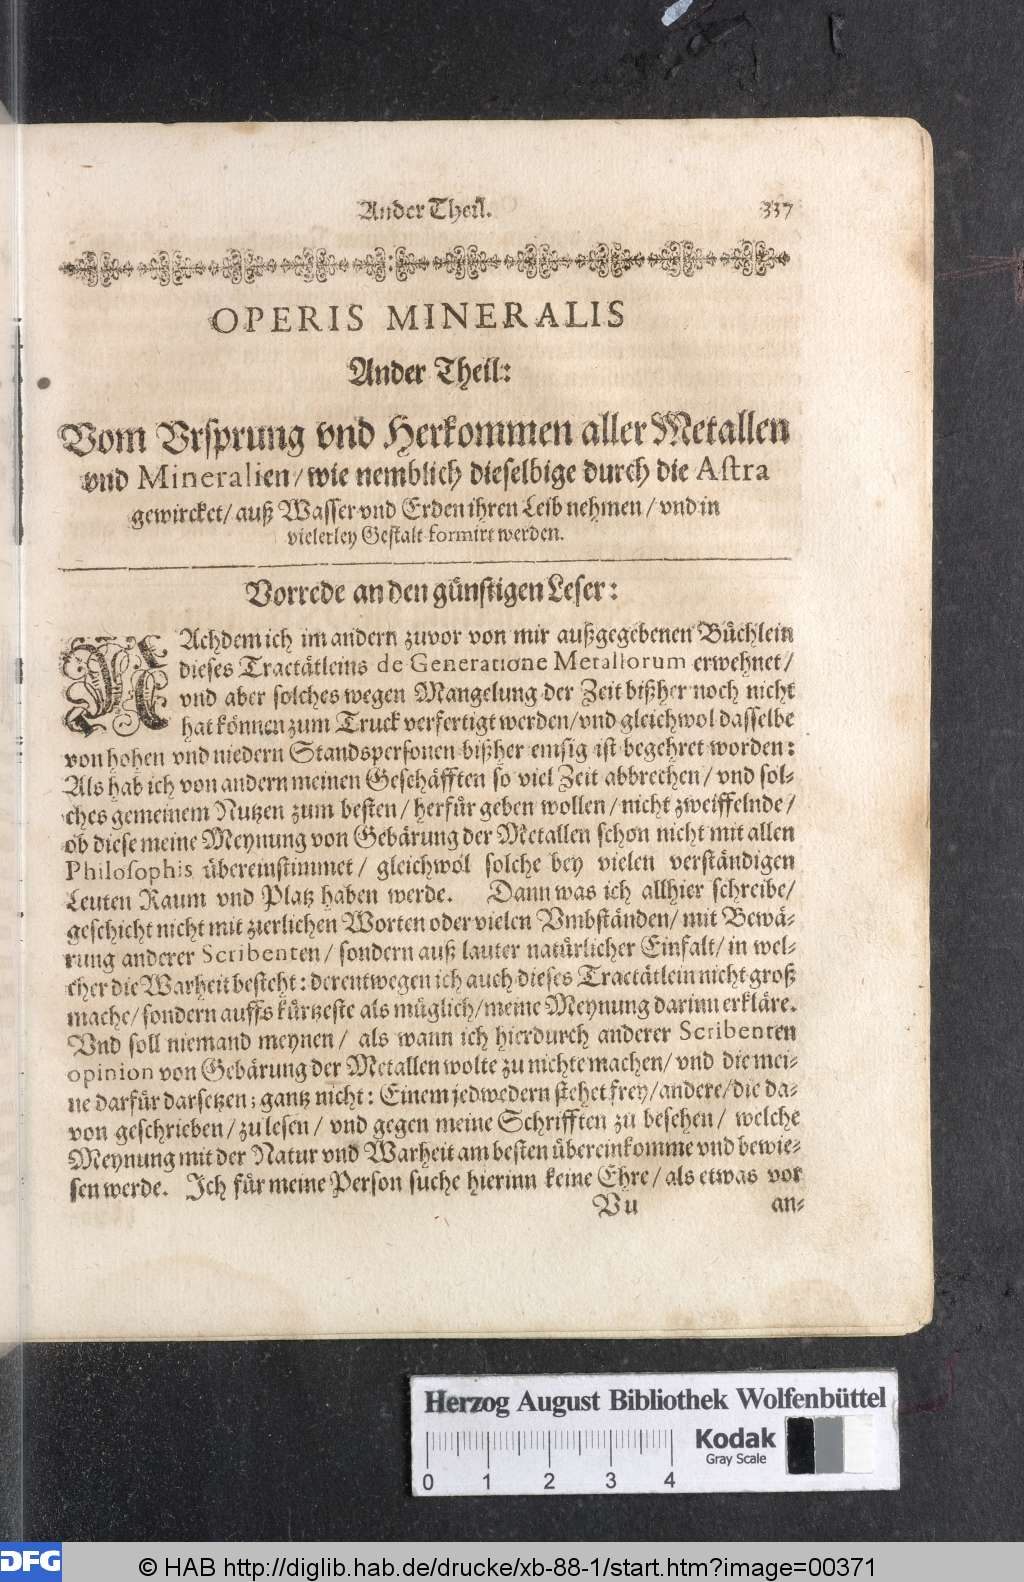 Ander Theil.
337
OPERIS MINERALIS
Ander Theil:
Vom Vrsprung vnd Herkommen aller Metallen
vnd Mineralien/ wie nemblich dieselbige durch die Astra
gewircket/ auß Wasser vnd Erden ihren Leib nehmen/ vnd in
vielerley Gestalt formirt werden.
Vorrede an den günstigen Leser:
NAchdem ich im andern zuvor von mir außgegebenen Büchlein
dieses Tractätleins de Generatione Metallorum erwehnet/
vnd aber solches wegen Mangelung der Zeit bißher noch nicht
hat können zum Truck verfertigt werden/ vnd gleichwol dasselbe
von hohen vnd niedern Standspersonen bißher emsig ist begehret worden:
Als hab ich von andern meinen Geschäfften so viel Zeit abbrechen/ vnd sol-
ches gemeinem Nutzen zum besten/ herfür geben wollen/ nicht zweiffelnde/
ob diese meine Meynung von Gebärung der Metallen schon nicht mit allen
Philosophis übereinstimmet/ gleichwol solche bey vielen verständigen
Leuten Raum vnd Platz haben werde. Dann was ich allhier schreibe/
geschicht nicht mit zierlichen Worten oder vielen Vmbständen/ mit Bewä-
rung anderer Scribenten/ sondern auß lauter natürlicher Einfalt/ in wel-
cher die Warheit besteht: derentwegen ich auch dieses Tractätlein nicht groß
mache/ sondern auffs kürtzeste als müglich/ meine Meynung darinn erkläre.
Vnd soll niemand meynen/ als wann ich hierdurch anderer Scribenten
opinion von Gebärung der Metallen wolte zu nichte machen/ vnd die mei-
ne darfür darsetzen; gantz nicht: Einem jedwedern stehet frey/ andere/ die da-
von geschrieben/ zu lesen/ vnd gegen meine Schrifften zu besehen/ welche
Meynung mit der Natur vnd Warheit am besten übereinkomme vnd bewie-
sen werde. Ich für meine Person suche hierinn keine Ehre/ als etwas vor
Vu an-
Herzog August Bibliothek Wolfenbüttel
0 1 2 3 4
Kodak
Gray Scale
DFG
© HAB http://diglib.hab.de/drucke/xb-88-1/start.htm?image=00371